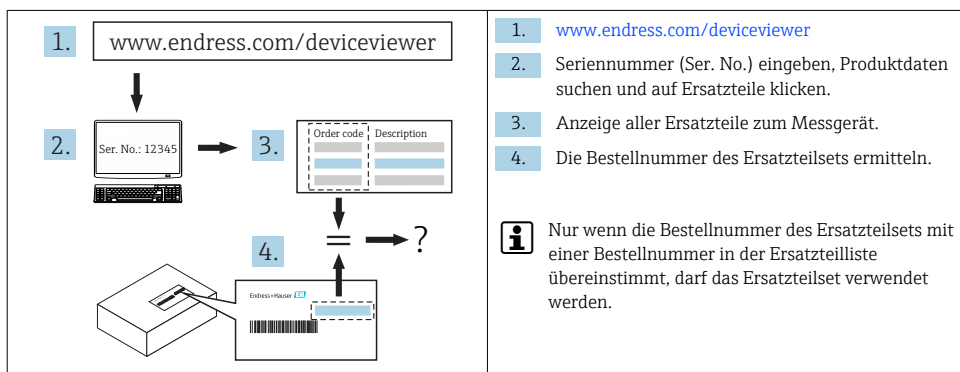 1. www.endress.com/deviceviewer
2. Ser. No.: 12345
3. Order code Description
= ?
4.
Endress+Hauser EH
1. www.endress.com/deviceviewer
2. Seriennummer (Ser. No.) eingeben, Produktdaten
suchen und auf Ersatzteile klicken.
3. Anzeige aller Ersatzteile zum Messgerät.
4. Die Bestellnummer des Ersatzteilsets ermitteln.
i Nur wenn die Bestellnummer des Ersatzteilsets mit
einer Bestellnummer in der Ersatzteilliste
übereinstimmt, darf das Ersatzteilset verwendet
werden.